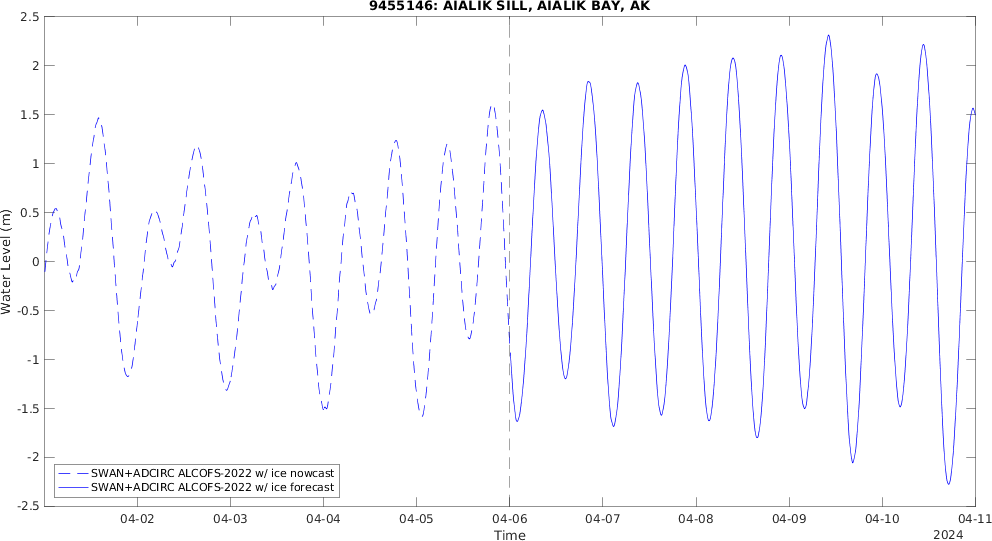 9455146: AIALIK SILL, AIALIK BAY, AK
2.5
2
1.5
1
0.5
0
-0.5
-1
-1.5
-2
-2.5
Water Level (m)
SWAN+ADCIRC ALCOFS-2022 w/ ice nowcast
SWAN+ADCIRC ALCOFS-2022 w/ ice forecast
04-02 04-03 04-04 04-05 04-06 04-07 04-08 04-09 04-10 04-11
Time
2024